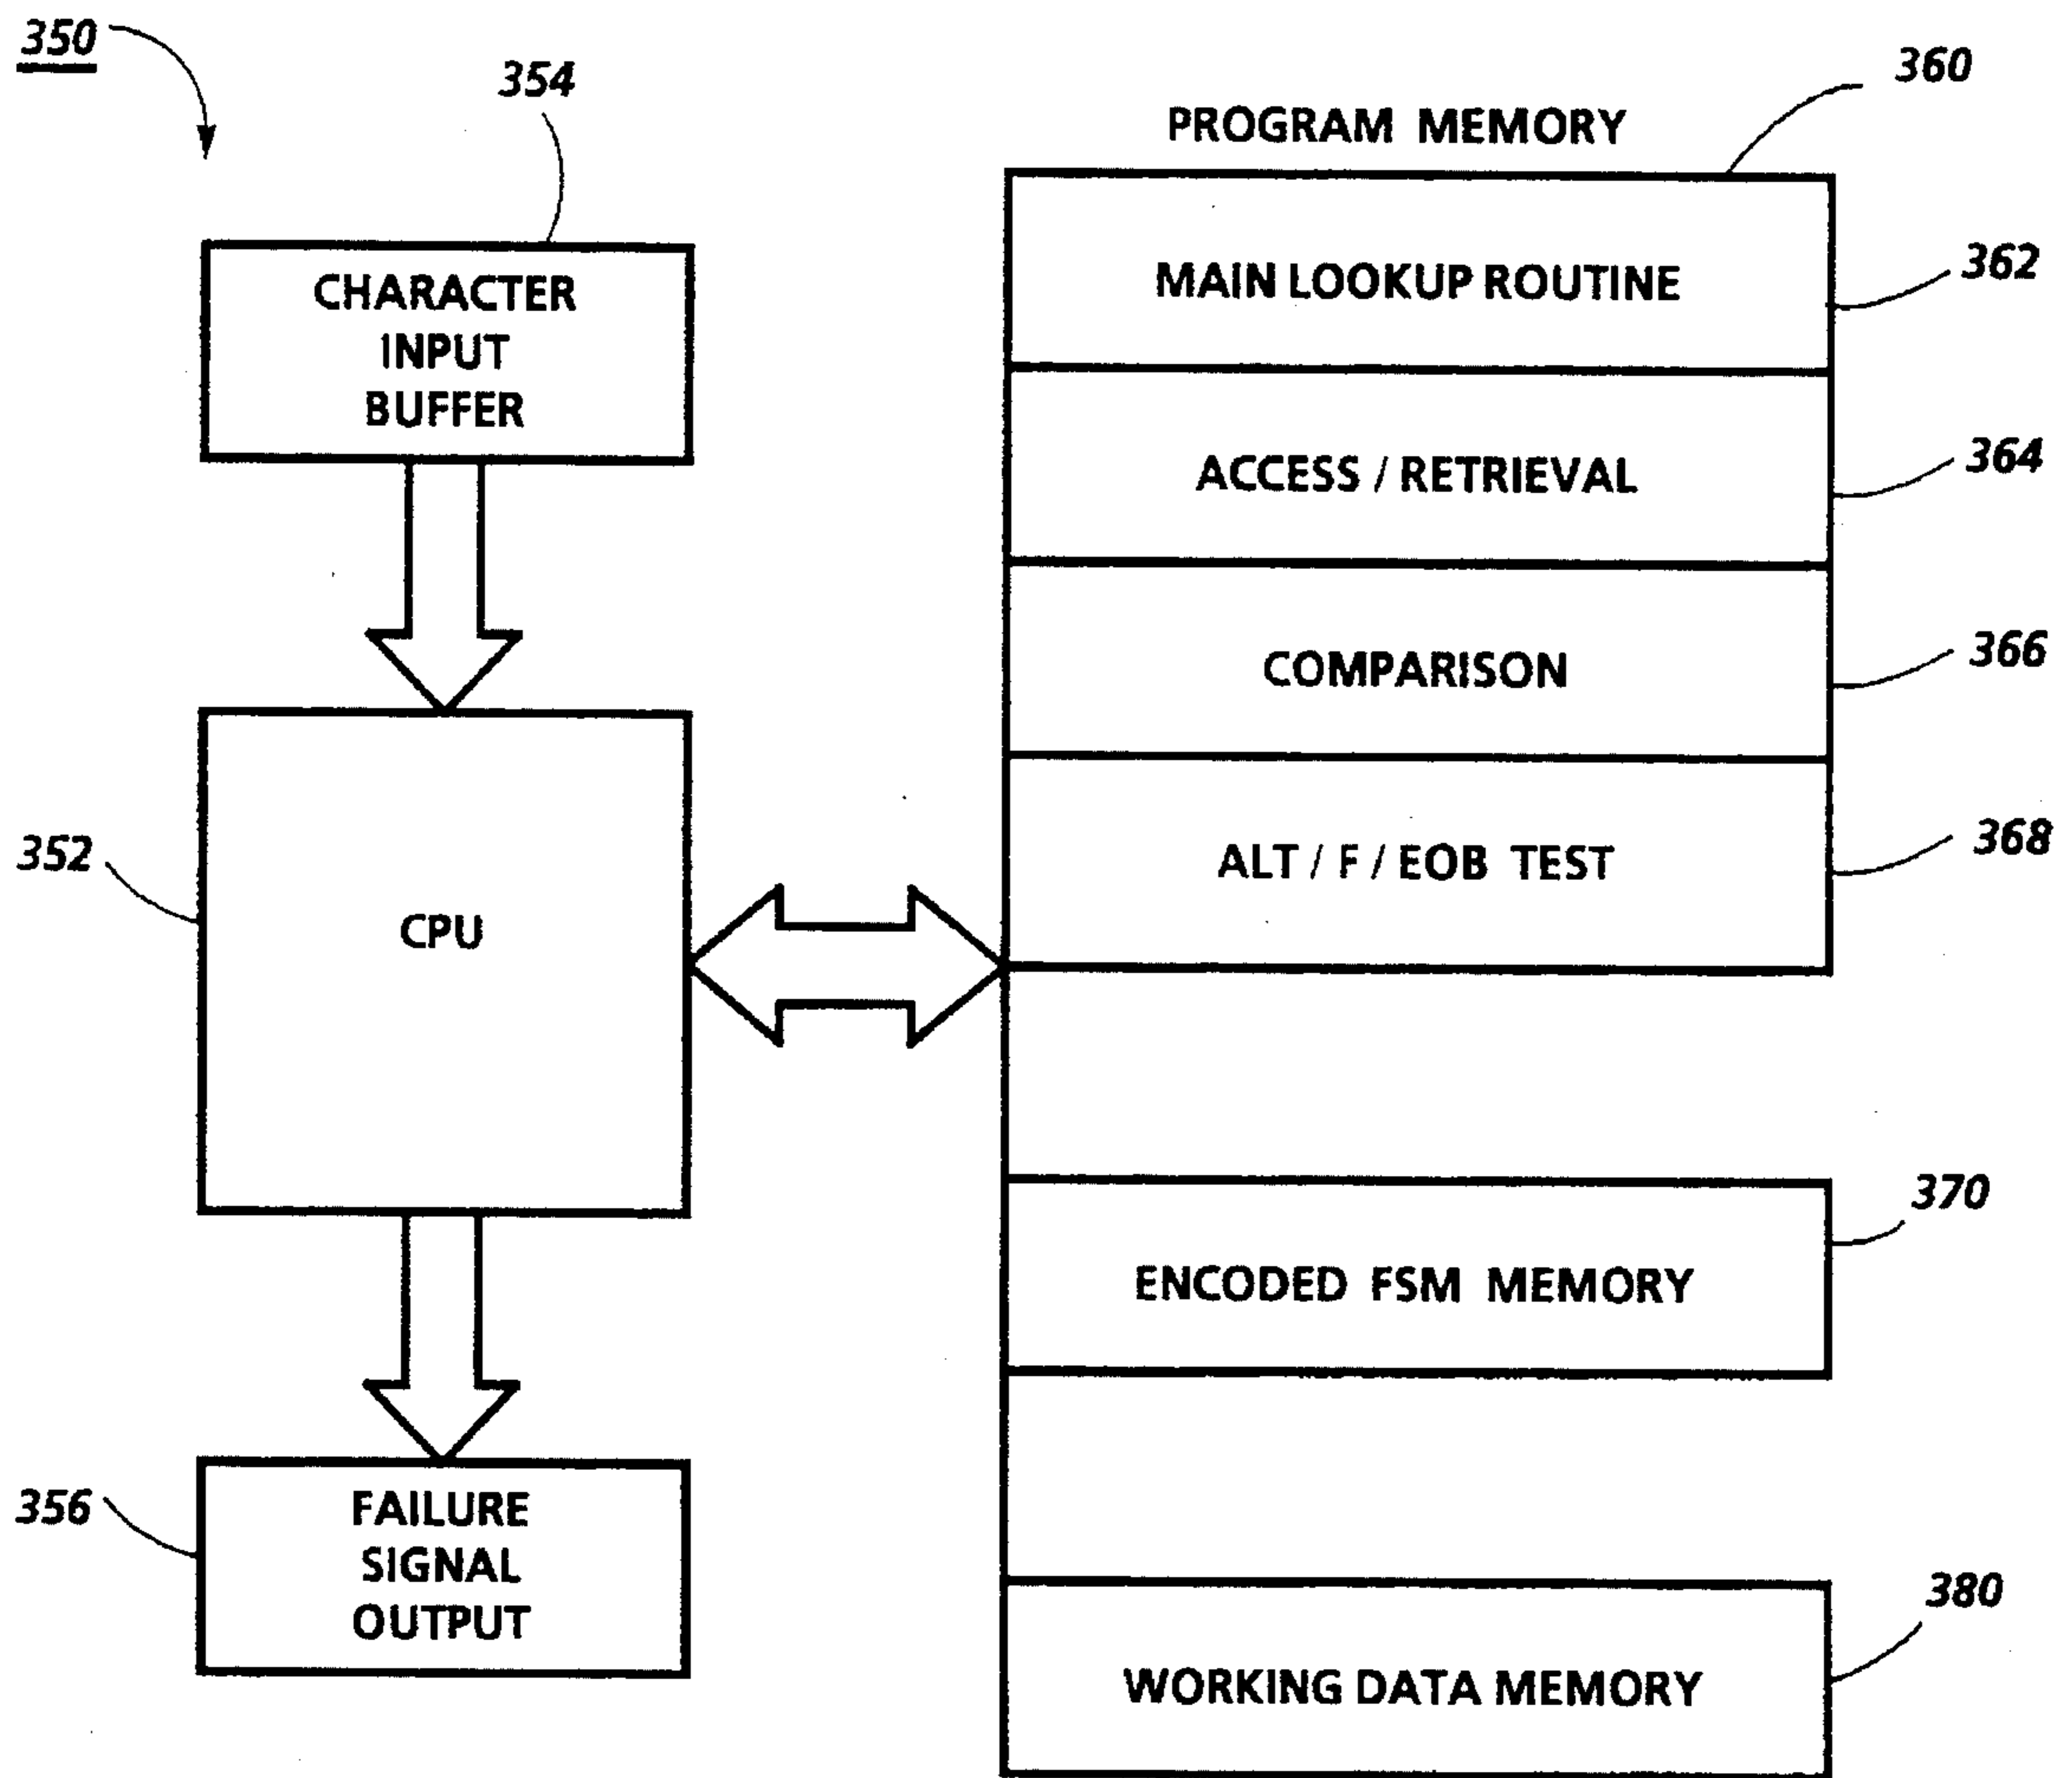 350
354
CHARACTER
INPUT
BUFFER
352
CPU
356
FAILURE
SIGNAL
OUTPUT
360
PROGRAM MEMORY
MAIN LOOKUP ROUTINE
362
ACCESS / RETRIEVAL
364
COMPARISON
366
ALT / F / EOB TEST
368
370
ENCODED FSM MEMORY
380
WORKING DATA MEMORY